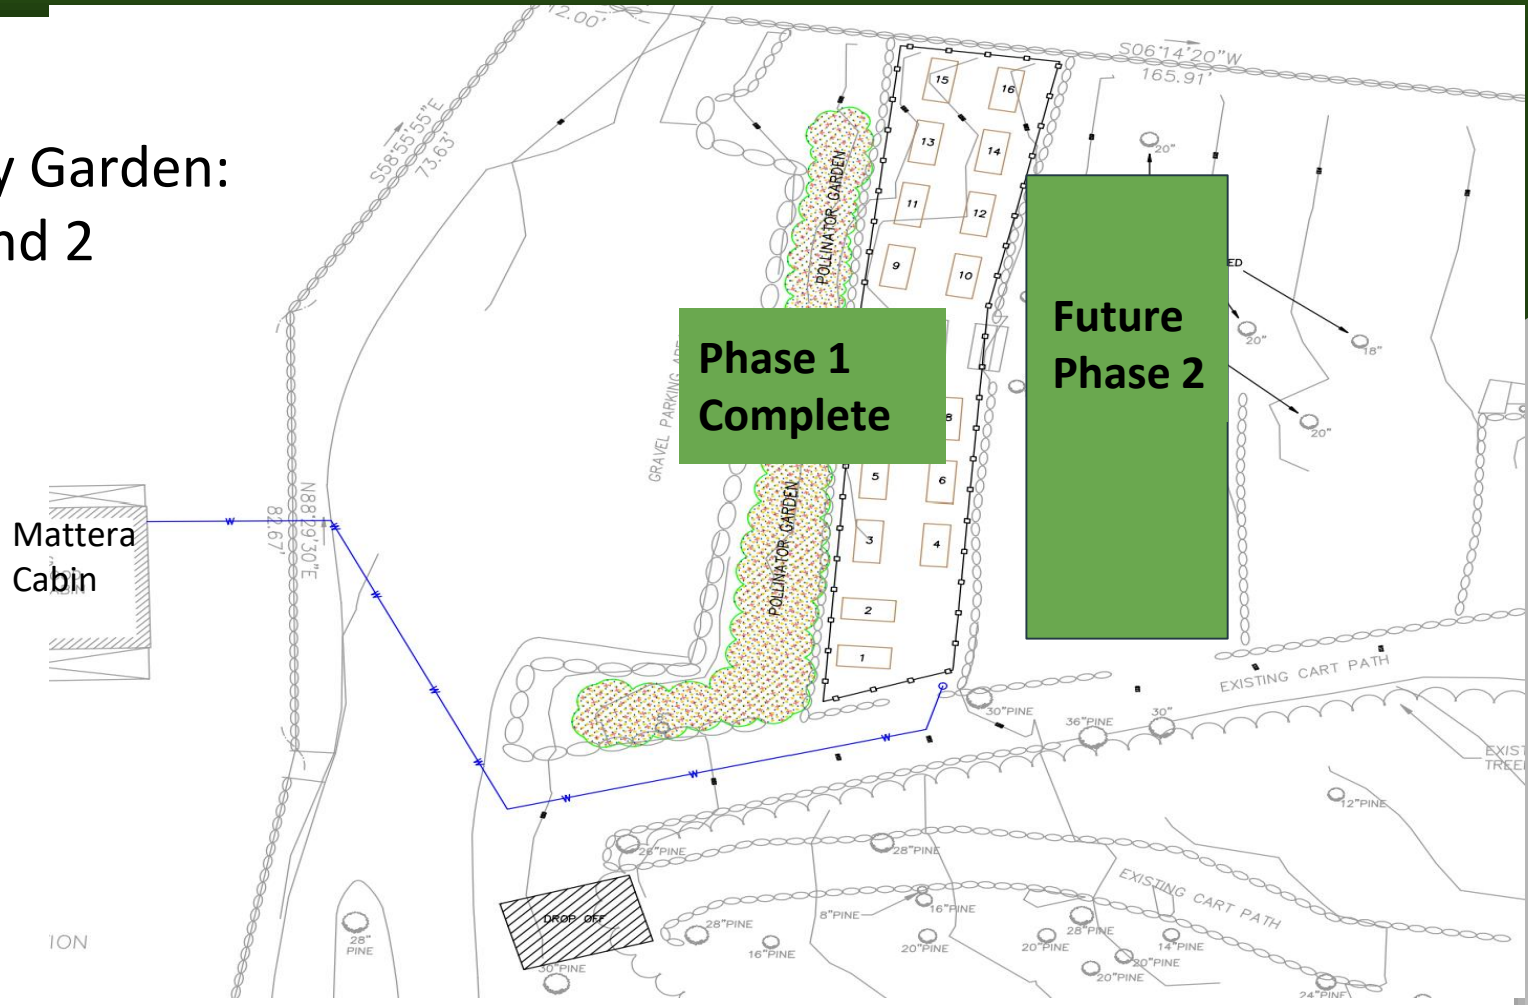 y Garden:
nd 2
12.00'
S06°14'20"W
165.91'
S58°55'55"E
73.63'
15
16
13
14
11
12
9
10
8
5
6
3
4
2
1
20"
ED
20"
18"
20"
POLLINATOR GARDEN
POLLINATOR GARDEN
GRAVEL PARKING
Phase 1
Complete
Future
Phase 2
N88°29'30"E
82.67'
Mattera
Cabin
W
W
W
W
EXISTING CART PATH
30"PINE
36"PINE
30"
12"PINE
26"PINE
28"PINE
EXISTING CART PATH
DROP OFF
8"PINE
16"PINE
28"PINE
16"PINE
20"PINE
28"PINE
20"PINE
14"PINE
20"PINE
20"PINE
24"PINE
28"
PINE
30"PINE
ION